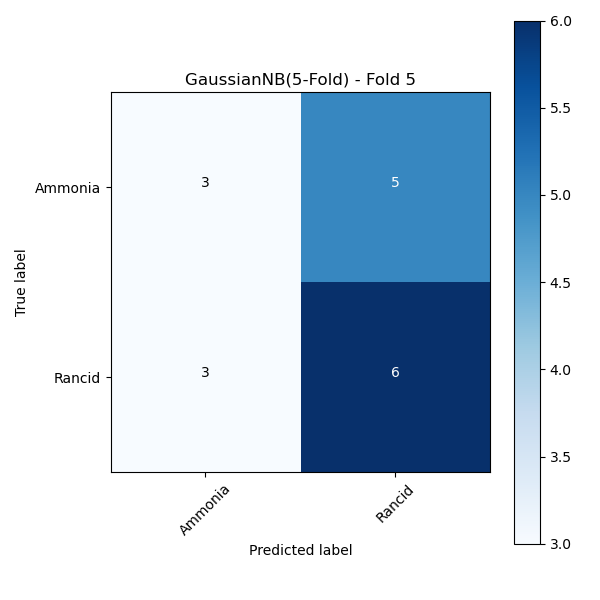 GaussianNB(5-Fold) - Fold 5
True label
Ammonia
Rancid
3
5
3
6
Ammonia
Rancid
Predicted label
6.0
5.5
5.0
4.5
4.0
3.5
3.0